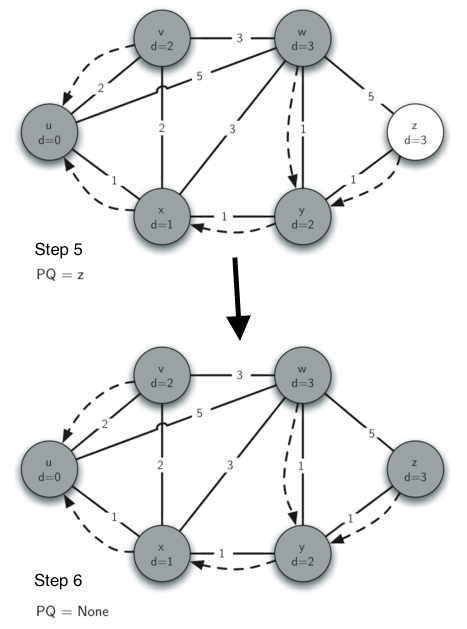 v
d=2
3
w
d=3
5
2
5
u
d=0
2
3
1
z
d=3
1
1
x
d=1
1
y
d=2
Step 5
PQ = z
v
d=2
3
w
d=3
5
2
5
u
d=0
2
3
1
z
d=3
1
1
x
d=1
1
y
d=2
Step 6
PQ = None